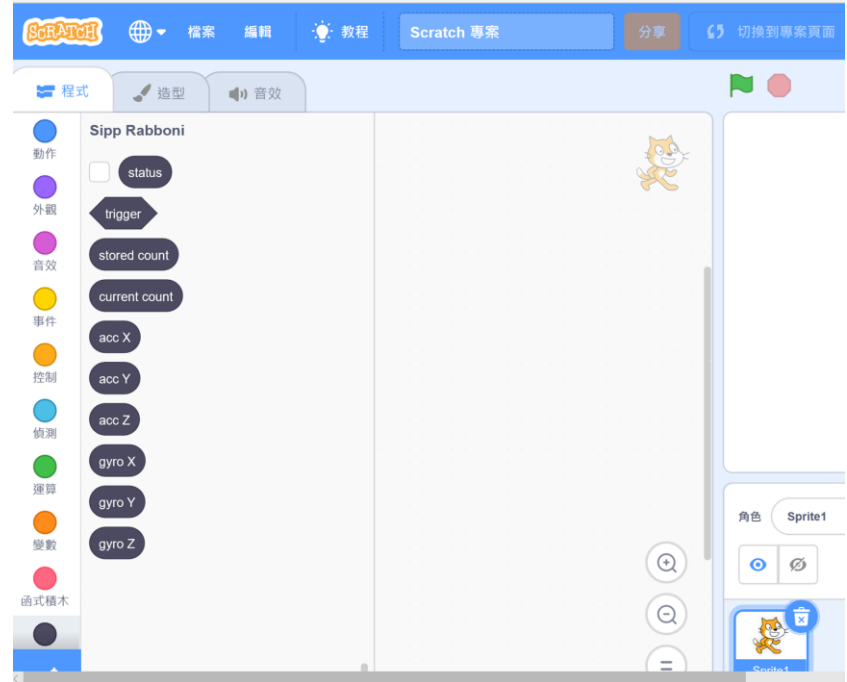 SCRATCH 檔案 編輯 教程 Scratch 專案 分享 切換到專案頁面
程式 造型 音效
動作
外觀
音效
事件
控制
偵測
運算
變數
函式積木
Sipp Rabboni
status
trigger
stored count
current count
acc X
acc Y
acc Z
gyro X
gyro Y
gyro Z
角色 Sprite1
Sprite1